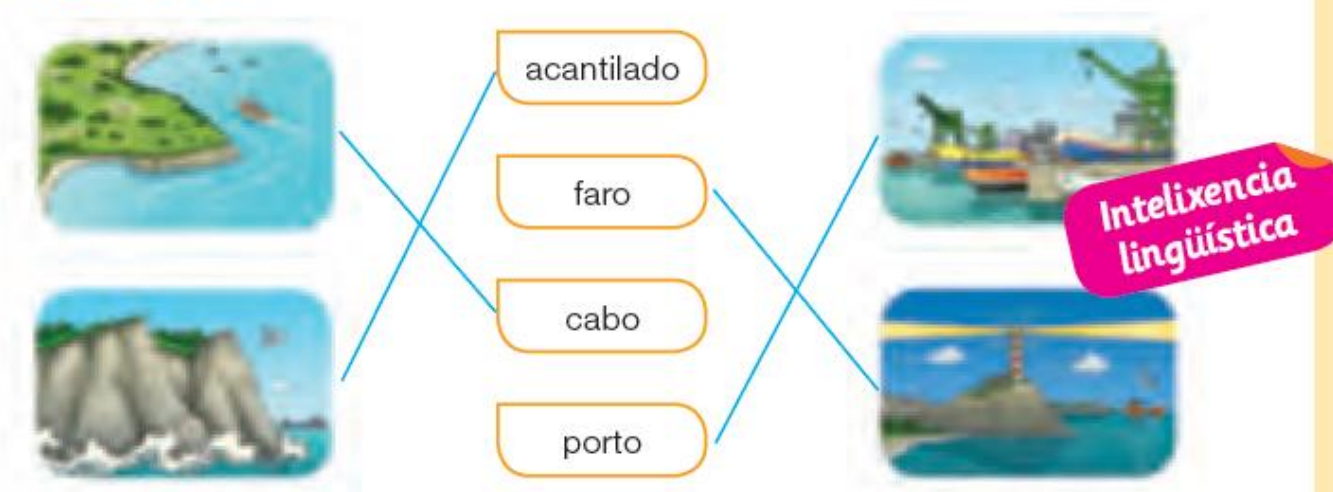 acantilado
faro
cabo
porto
Intelixencia
lingüística